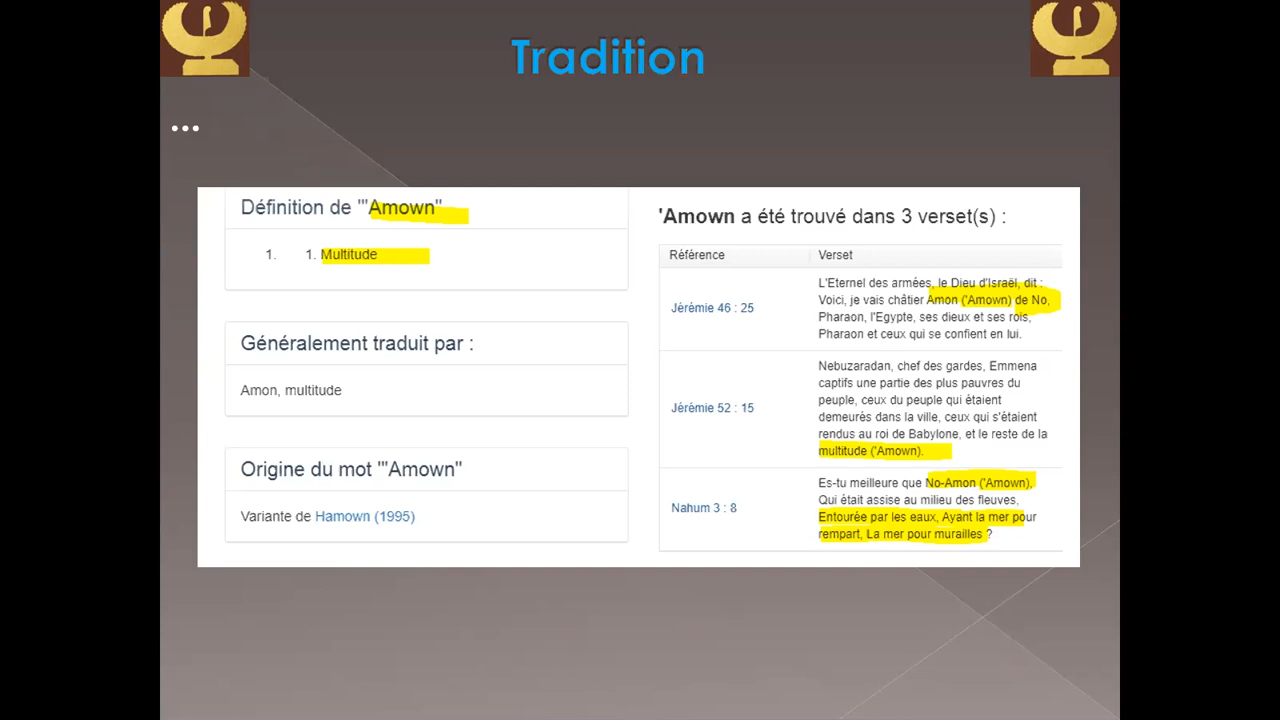 Tradition
...
Définition de "'Amown"
1. 1. Multitude
Généralement traduit par :
Amon, multitude
Origine du mot "'Amown"
Variante de Hamown (1995)
'Amown a été trouvé dans 3 verset(s) :
Référence Verset
Jérémie 46 : 25
L'Eternel des armées, le Dieu d'Israël, dit :
Voici, je vais châtier Amon ('Amown) de No,
Pharaon, l'Egypte, ses dieux et ses rois,
Pharaon et ceux qui se confient en lui.
Jérémie 52 : 15
Nebuzaradan, chef des gardes, Emmena
captifs une partie des plus pauvres du
peuple, ceux du peuple qui étaient
demeurés dans la ville, ceux qui s'étaient
rendus au roi de Babylone, et le reste de la
multitude ('Amown).
Nahum 3 : 8
Es-tu meilleure que No-Amon ('Amown),
Qui était assise au milieu des fleuves,
Entourée par les eaux, Ayant la mer pour
rempart, La mer pour murailles ?